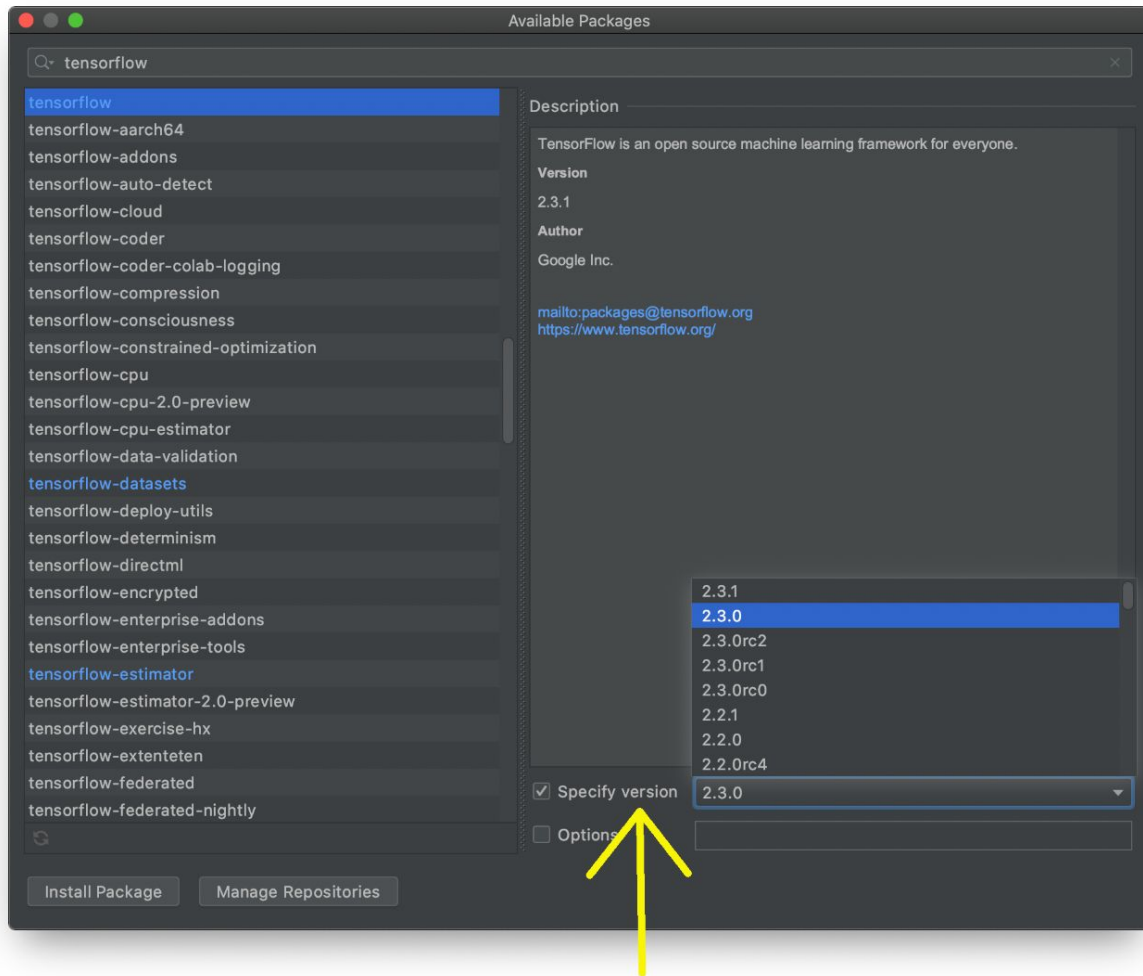 Available Packages
tensorflow
tensorflow
tensorflow-aarch64
tensorflow-addons
tensorflow-auto-detect
tensorflow-cloud
tensorflow-coder
tensorflow-coder-colab-logging
tensorflow-compression
tensorflow-consciousness
tensorflow-constrained-optimization
tensorflow-cpu
tensorflow-cpu-2.0-preview
tensorflow-cpu-estimator
tensorflow-data-validation
tensorflow-datasets
tensorflow-deploy-utils
tensorflow-determinism
tensorflow-directml
tensorflow-encrypted
tensorflow-enterprise-addons
tensorflow-enterprise-tools
tensorflow-estimator
tensorflow-estimator-2.0-preview
tensorflow-exercise-hx
tensorflow-extenteten
tensorflow-federated
tensorflow-federated-nightly
Description
TensorFlow is an open source machine learning framework for everyone.
Version
2.3.1
Author
Google Inc.
mailto:packages@tensorflow.org
https://www.tensorflow.org/
2.3.1
2.3.0
2.3.0rc2
2.3.0rc1
2.3.0rc0
2.2.1
2.2.0
2.2.0rc4
Specify version 2.3.0
Options
Install Package Manage Repositories